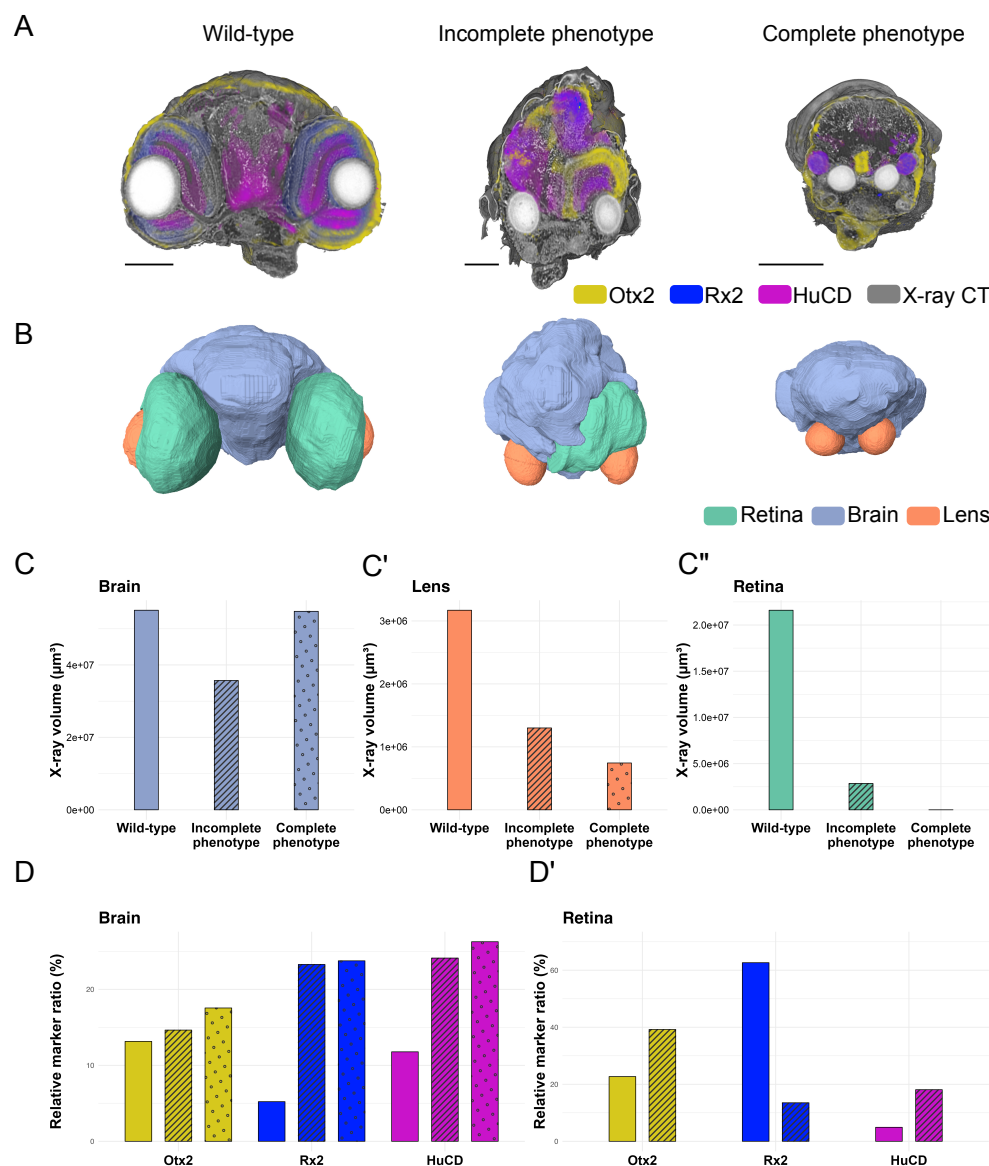 A
Wild-type
Incomplete phenotype
Complete phenotype
Otx2
Rx2
HuCD
X-ray CT
B
Retina
Brain
Lens
C
Brain
X-ray volume (µm³)
4e+07
2e+07
0e+00
Wild-type
Incomplete
phenotype
Complete
phenotype
C'
Lens
X-ray volume (µm³)
3e+06
2e+06
1e+06
0e+00
Wild-type
Incomplete
phenotype
Complete
phenotype
C"
Retina
X-ray volume (µm³)
2.0e+07
1.5e+07
1.0e+07
5.0e+06
0.0e+00
Wild-type
Incomplete
phenotype
Complete
phenotype
D
Brain
Relative marker ratio (%)
20
10
0
Otx2
Rx2
HuCD
D'
Retina
Relative marker ratio (%)
60
40
20
0
Otx2
Rx2
HuCD